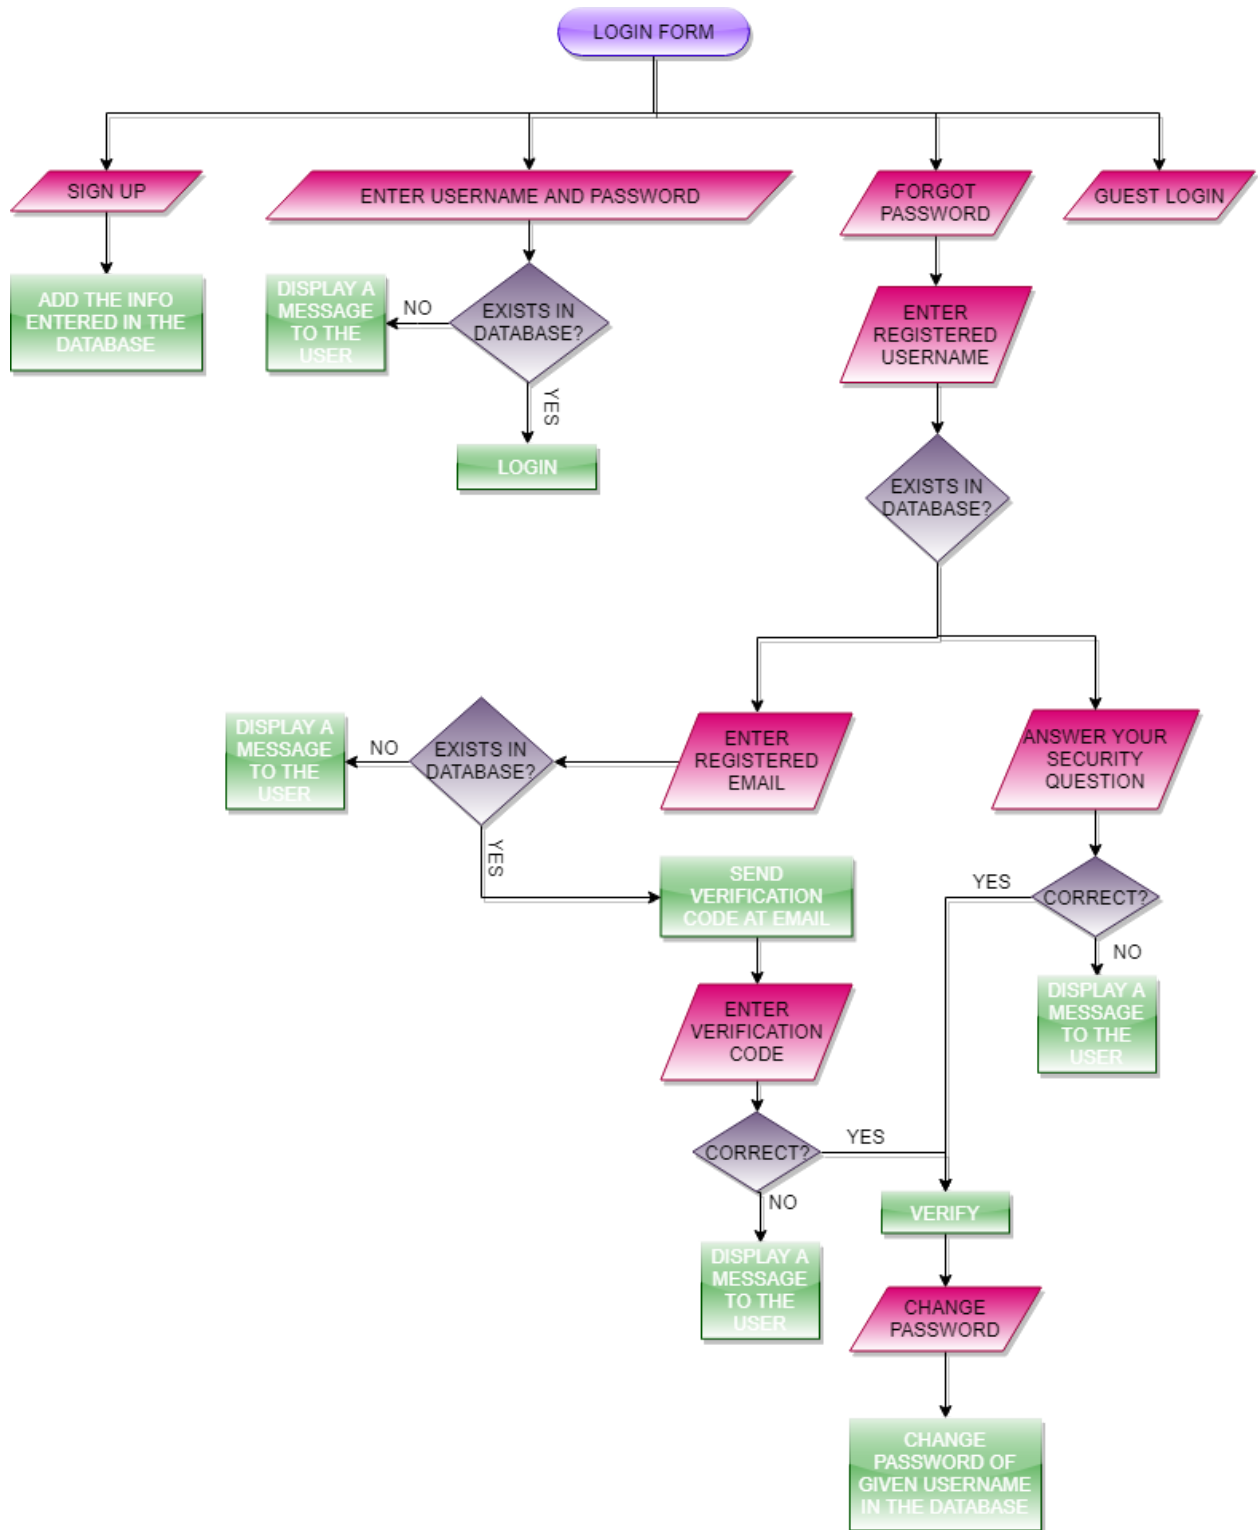 LOGIN FORM
SIGN UP
ENTER USERNAME AND PASSWORD
FORGOT
PASSWORD
GUEST LOGIN
ADD THE INFO
ENTERED IN THE
DATABASE
DISPLAY A
MESSAGE
TO THE
USER
NO
EXISTS IN
DATABASE?
YES
LOGIN
ENTER
REGISTERED
USERNAME
EXISTS IN
DATABASE?
DISPLAY A
MESSAGE
TO THE
USER
NO
EXISTS IN
DATABASE?
YES
ENTER
REGISTERED
EMAIL
ANSWER YOUR
SECURITY
QUESTION
SEND
VERIFICATION
CODE AT EMAIL
YES
CORRECT?
NO
DISPLAY A
MESSAGE
TO THE
USER
ENTER
VERIFICATION
CODE
CORRECT?
YES
NO
DISPLAY A
MESSAGE
TO THE
USER
VERIFY
CHANGE
PASSWORD
CHANGE
PASSWORD OF
GIVEN USERNAME
IN THE DATABASE